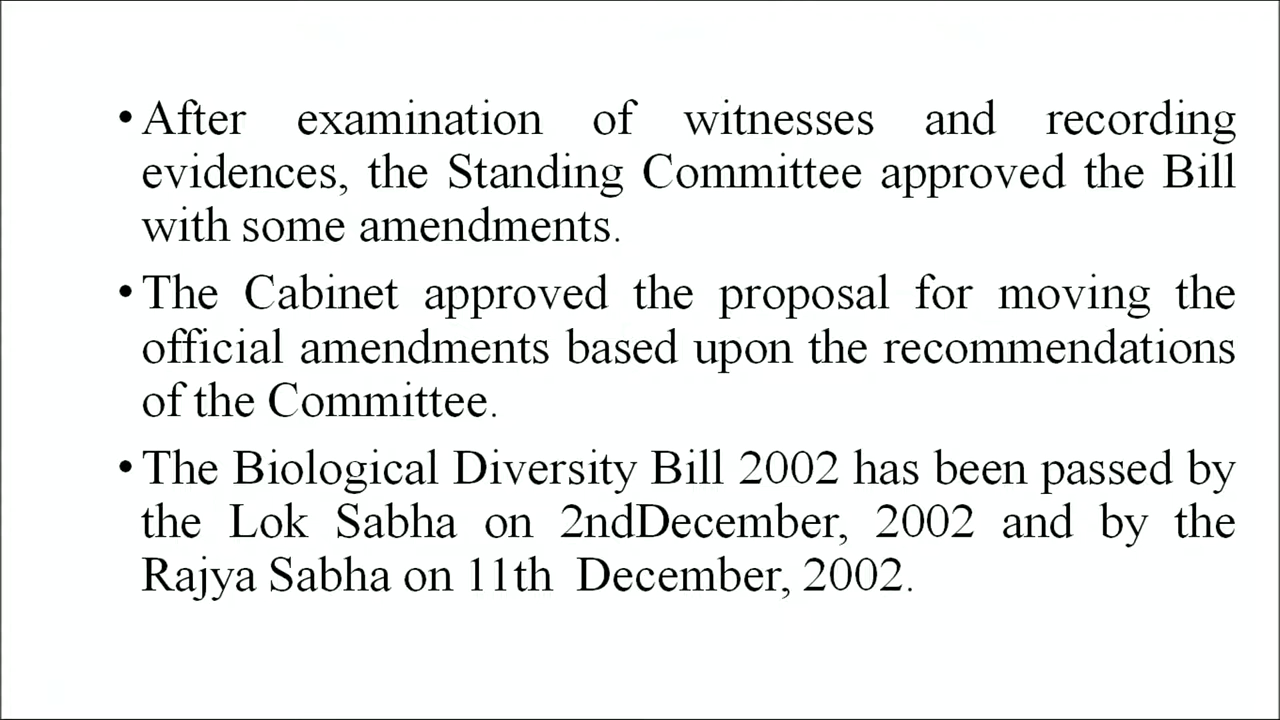 • After examination of witnesses and recording
evidences, the Standing Committee approved the Bill
with some amendments.
• The Cabinet approved the proposal for moving the
official amendments based upon the recommendations
of the Committee.
• The Biological Diversity Bill 2002 has been passed by
the Lok Sabha on 2ndDecember, 2002 and by the
Rajya Sabha on 11th December, 2002.